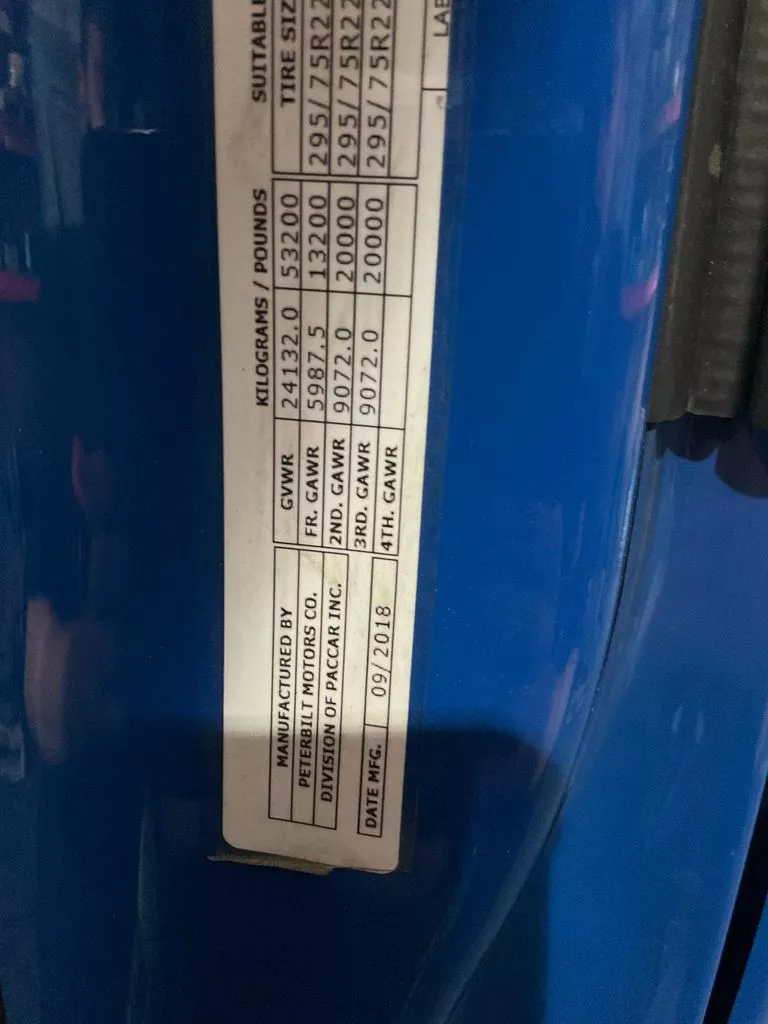 MANUFACTURED BY
PETERBILT MOTORS CO.
DIVISION OF PACCAR INC.
DATE MFG. 09/2018
KILOGRAMS / POUNDS
GVWR 24132.0 53200
FR. GAWR 5987.5 13200
2ND. GAWR 9072.0 20000
3RD. GAWR 9072.0 20000
4TH. GAWR
SUITABL
TIRE SIZ
295/75R22
295/75R22
295/75R22
LAB